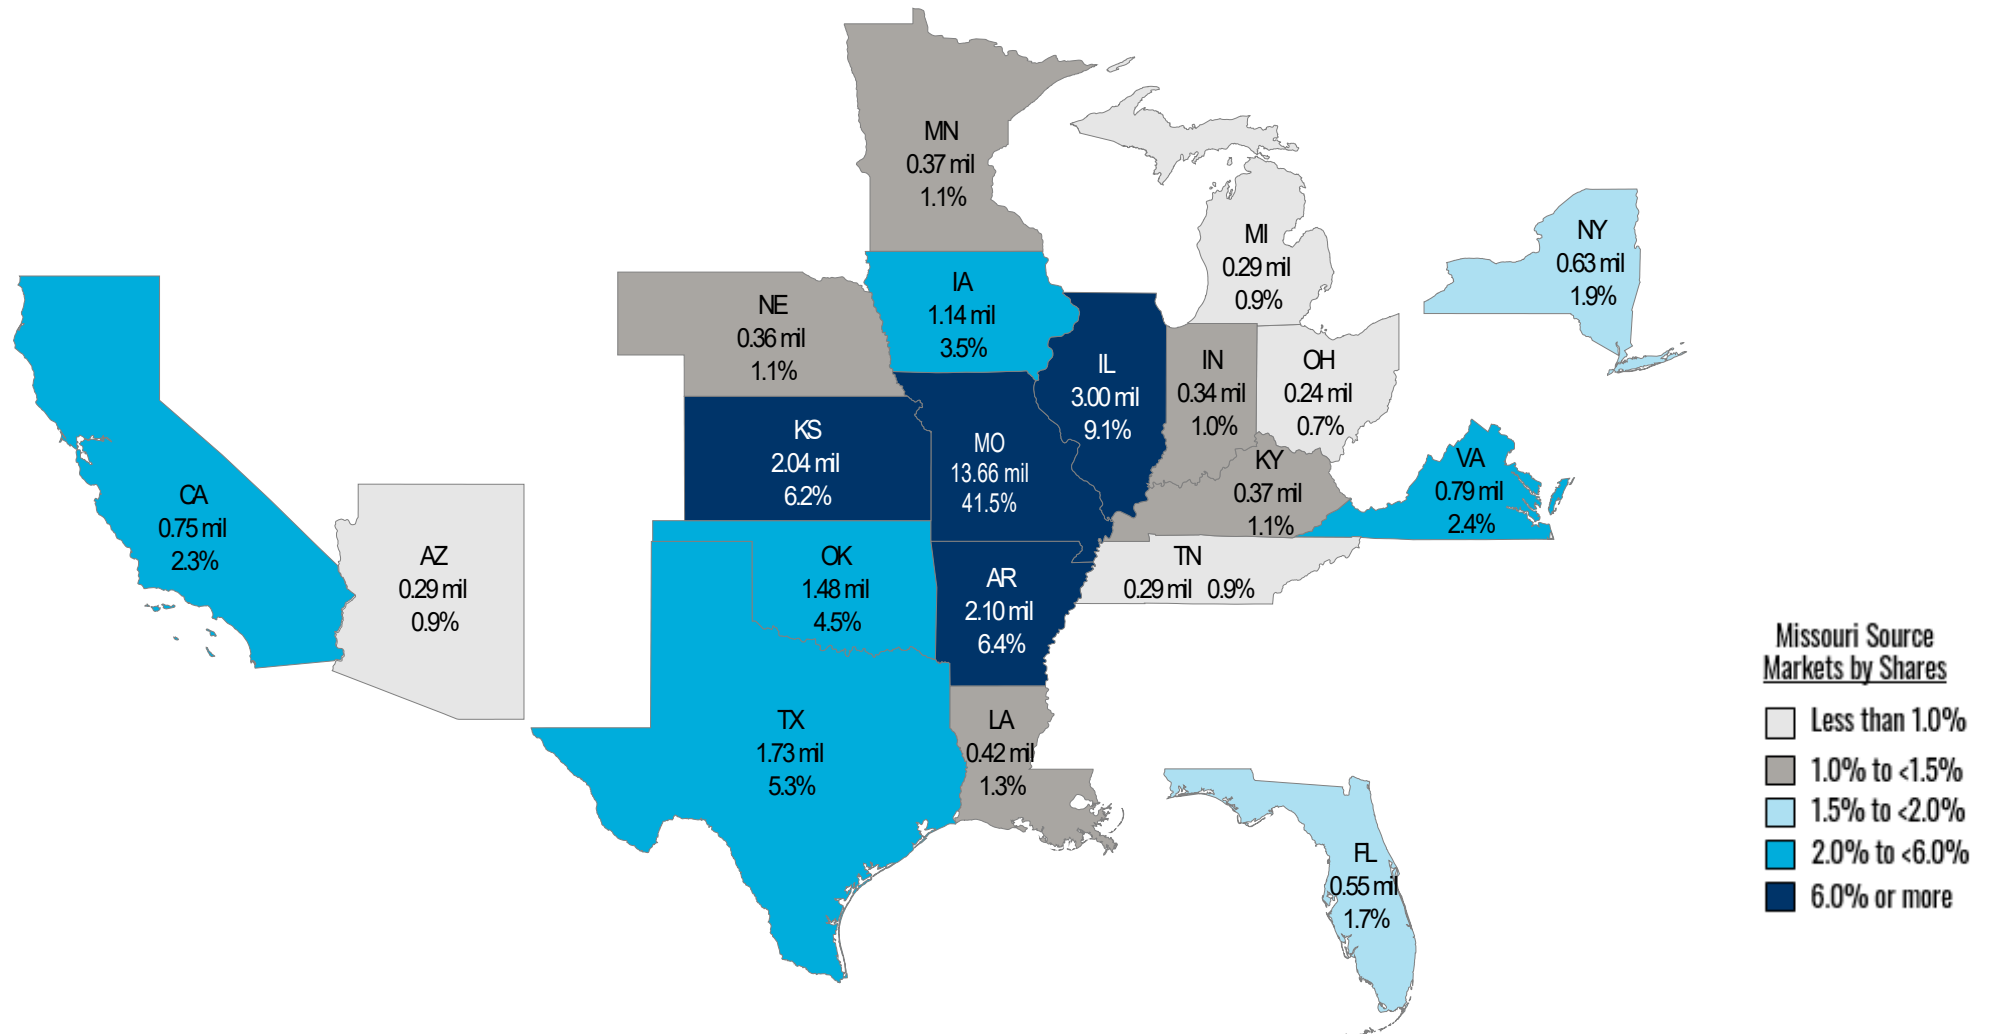 MN
0.37 mil
1.1%
MI
0.29 mil
0.9%
NY
0.63 mil
1.9%
NE
0.36 mil
1.1%
IA
1.14 mil
3.5%
IL
3.00 mil
9.1%
IN
0.34 mil
1.0%
OH
0.24 mil
0.7%
KS
2.04 mil
6.2%
MO
13.66 mil
41.5%
KY
0.37 mil
1.1%
VA
0.79 mil
2.4%
CA
0.75 mil
2.3%
AZ
0.29 mil
0.9%
OK
1.48 mil
4.5%
AR
2.10 mil
6.4%
TN
0.29 mil 0.9%
TX
1.73 mil
5.3%
LA
0.42 mil
1.3%
FL
0.55 mil
1.7%
Missouri Source
Markets by Shares
Less than 1.0%
1.0% to <1.5%
1.5% to <2.0%
2.0% to <6.0%
6.0% or more